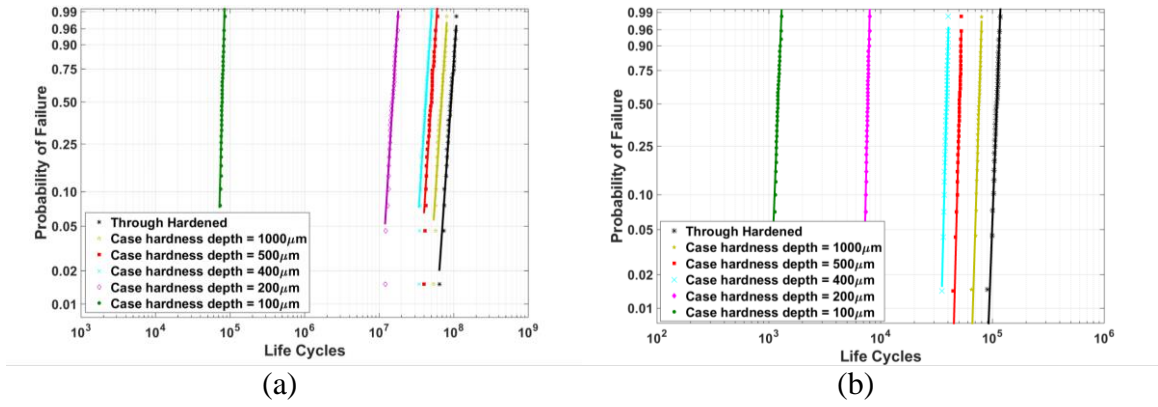 0.99
0.96
0.90
0.75
0.50
0.25
0.10
0.05
0.02
0.01
Probability of Failure
Through Hardened
Case hardness depth = 1000μm
Case hardness depth = 500μm
Case hardness depth = 400μm
Case hardness depth = 200μm
Case hardness depth = 100μm
10³ 10⁴ 10⁵ 10⁶ 10⁷ 10⁸ 10⁹
Life Cycles
(a)
0.99
0.96
0.90
0.75
0.50
0.25
0.10
0.05
0.02
0.01
Probability of Failure
Through Hardened
Case hardness depth = 1000μm
Case hardness depth = 500μm
Case hardness depth = 400μm
Case hardness depth = 200μm
Case hardness depth = 100μm
10² 10³ 10⁴ 10⁵ 10⁶
Life Cycles
(b)